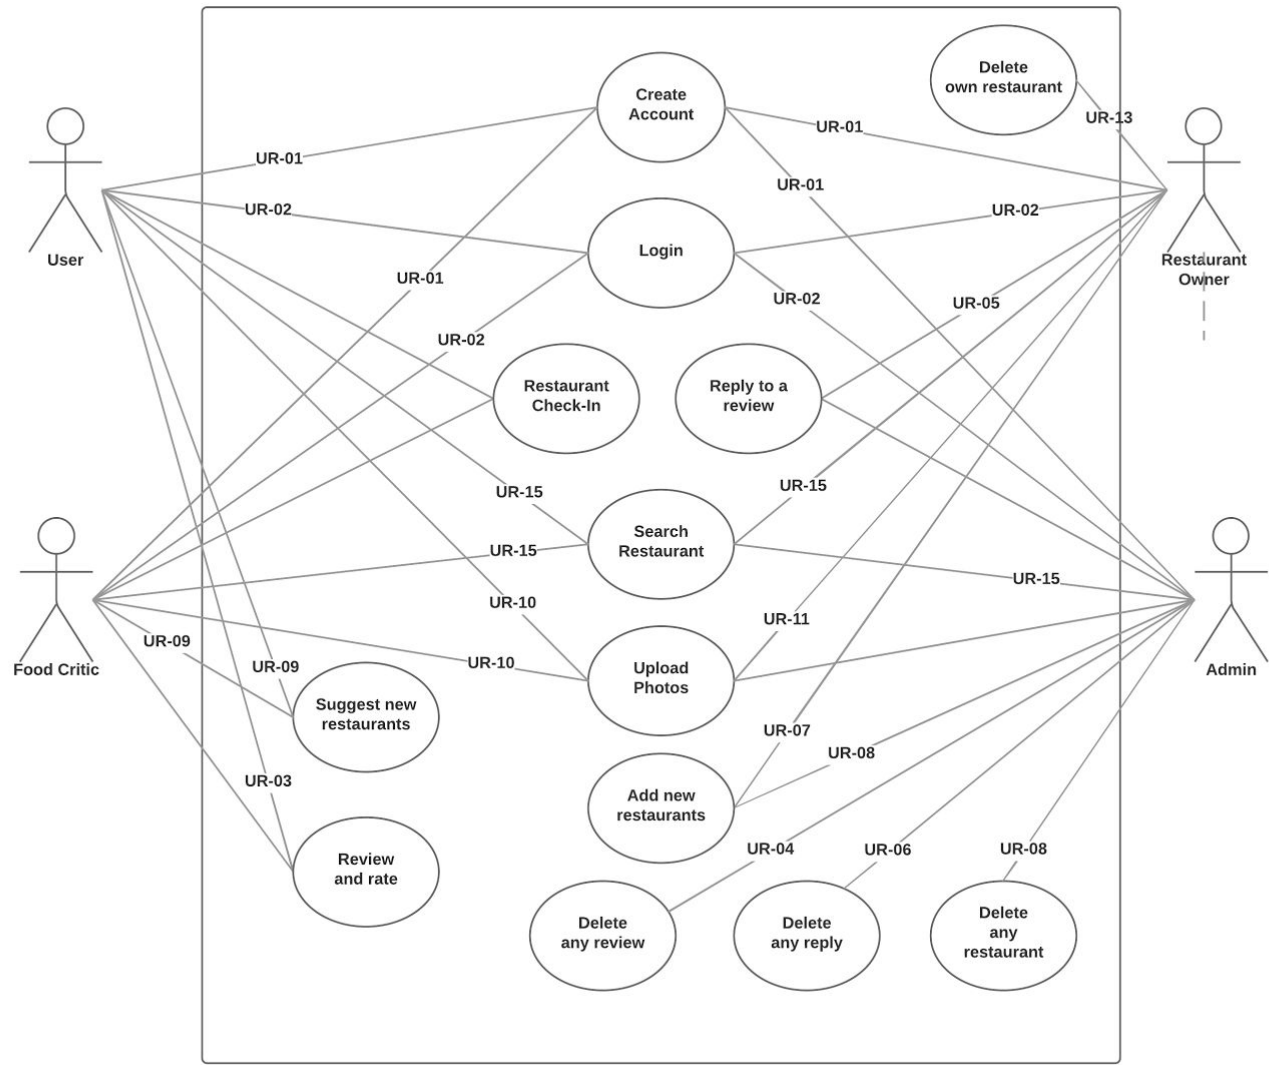 Delete
own restaurant
Create
Account
UR-13
UR-01
UR-01
UR-01
UR-02
UR-02
User
Login
Restaurant
Owner
UR-01
UR-02
UR-05
UR-02
Restaurant
Check-In
Reply to a
review
UR-15
UR-15
Search
Restaurant
UR-15
UR-15
UR-10
UR-11
UR-09
UR-10
UR-09
Food Critic
Upload
Photos
Admin
Suggest new
restaurants
UR-07
UR-08
UR-03
Add new
restaurants
UR-04
UR-06
UR-08
Review
and rate
Delete
any review
Delete
any reply
Delete
any
restaurant